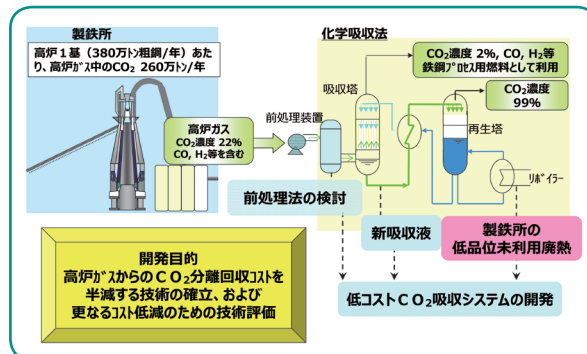 製鉄所
高炉1基（380万トン粗鋼/年）あた
り、高炉ガス中のCO₂ 260万トン/年
高炉ガス
CO₂濃度 22%
CO, H₂等を含む
化学吸収法
CO₂濃度 2%, CO, H₂等
鉄鋼プロセス用燃料として利用
吸収塔
CO₂濃度
99%
前処理装置
再生塔
リボイラー
前処理法の検討
新吸収液
製鉄所の
低品位未利用廃熱
開発目的
高炉ガスからのCO₂分離回収コストを
半減する技術の確立、および
更なるコスト低減のための技術評価
低コストCO₂吸収システムの開発